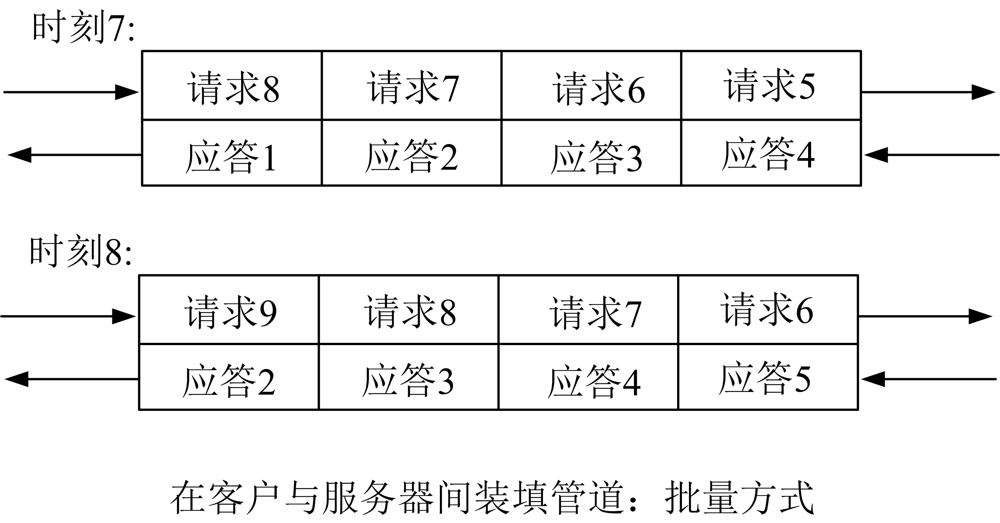 时刻7:
请求8 请求7 请求6 请求5
应答1 应答2 应答3 应答4
时刻8:
请求9 请求8 请求7 请求6
应答2 应答3 应答4 应答5
在客户与服务器间装填管道：批量方式